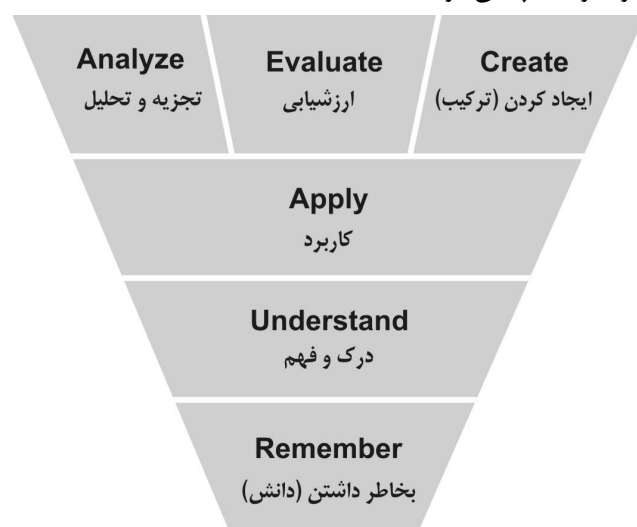 Analyze
تجزیه و تحلیل
Evaluate
ارزشیابی
Create
ایجاد کردن (ترکیب)
Apply
کاربرد
Understand
درک و فهم
Remember
بخاطر داشتن (دانش)